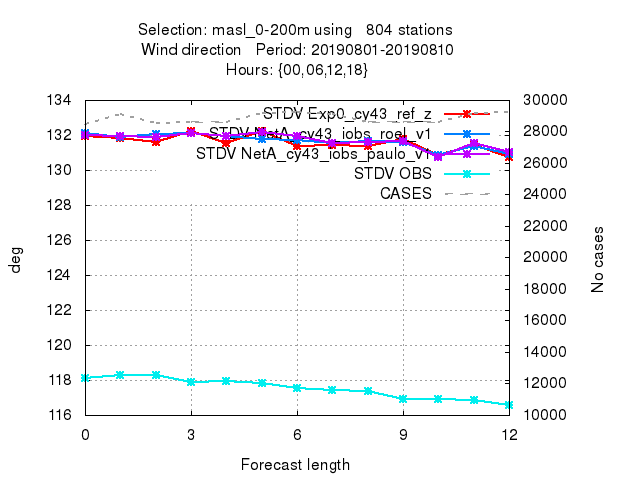 Selection: masl_0-200m using   804 stations
Wind direction   Period: 20190801-20190810
Hours: {00,06,12,18}
STDV Exp0_cy43_ref_z
STDV NetA_cy43_iobs_roel_v1
STDV NetA_cy43_iobs_paulo_v1
STDV OBS
CASES
134
132
130
128
126
124
122
120
118
116
deg
30000
28000
26000
24000
22000
20000
18000
16000
14000
12000
10000
No cases
0 3 6 9 12
Forecast length